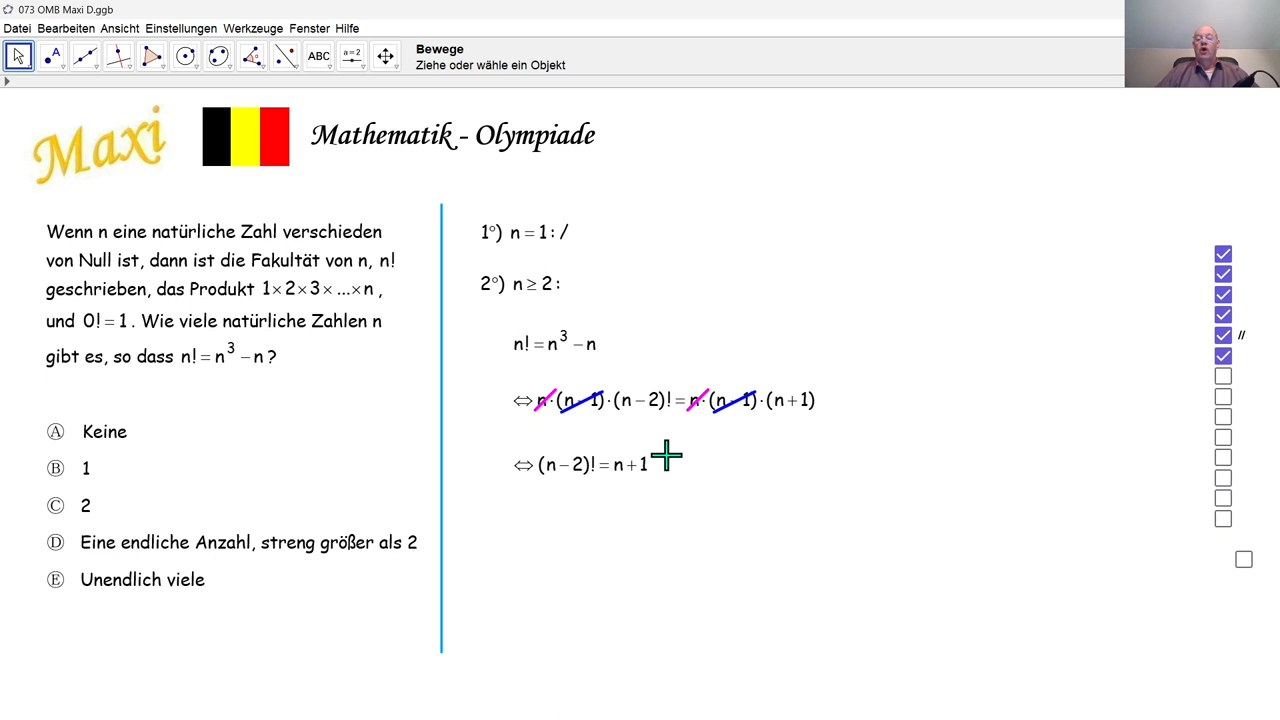 073 OMB Maxi D.ggb
Datei Bearbeiten Ansicht Einstellungen Werkzeuge Fenster Hilfe
A
ABC
a=2
Bewege
Ziehe oder wähle ein Objekt
Maxi
Mathematik - Olympiade
Wenn n eine natürliche Zahl verschieden
von Null ist, dann ist die Fakultät von n, n!
geschrieben, das Produkt 1×2×3×...×n ,
und 0! = 1 . Wie viele natürliche Zahlen n
gibt es, so dass n! = n³ − n ?
Ⓐ Keine
Ⓑ 1
Ⓒ 2
Ⓓ Eine endliche Anzahl, streng größer als 2
Ⓔ Unendlich viele
1°) n = 1 : /
2°) n ≥ 2 :
n! = n³ − n
⇔ n · (n − 1) · (n − 2)! = n · (n − 1) · (n + 1)
⇔ (n − 2)! = n + 1
//